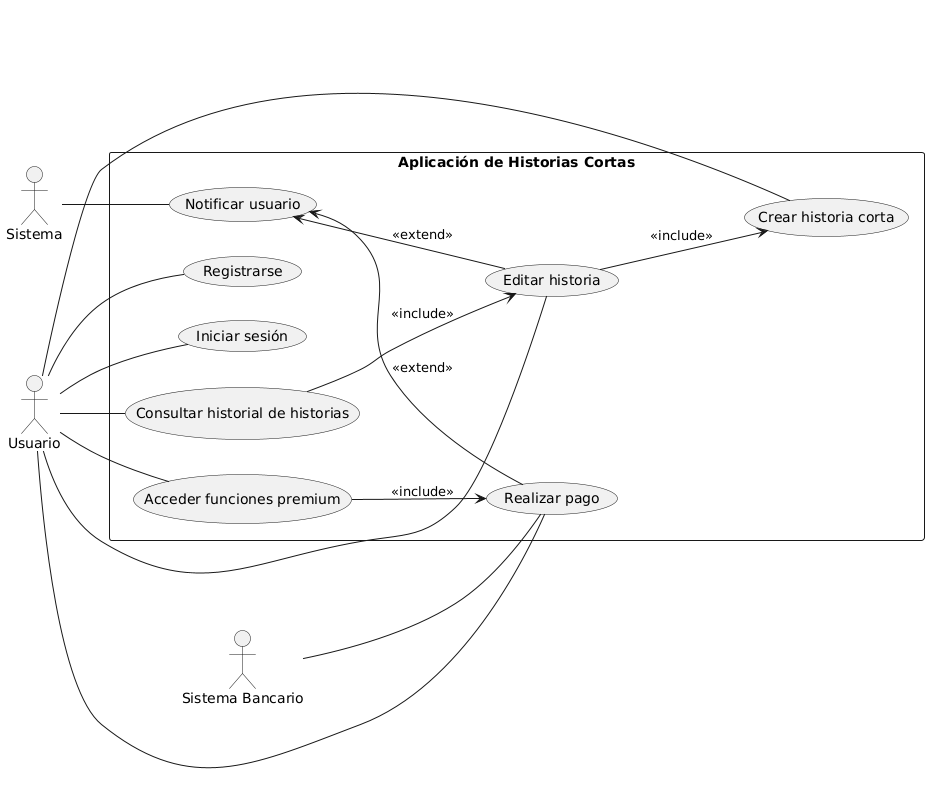 Aplicación de Historias Cortas
Sistema
Notificar usuario
Crear historia corta
«extend»
«include»
Registrarse
Editar historia
«include»
Iniciar sesión
«extend»
Usuario
Consultar historial de historias
Acceder funciones premium
«include»
Realizar pago
Sistema Bancario